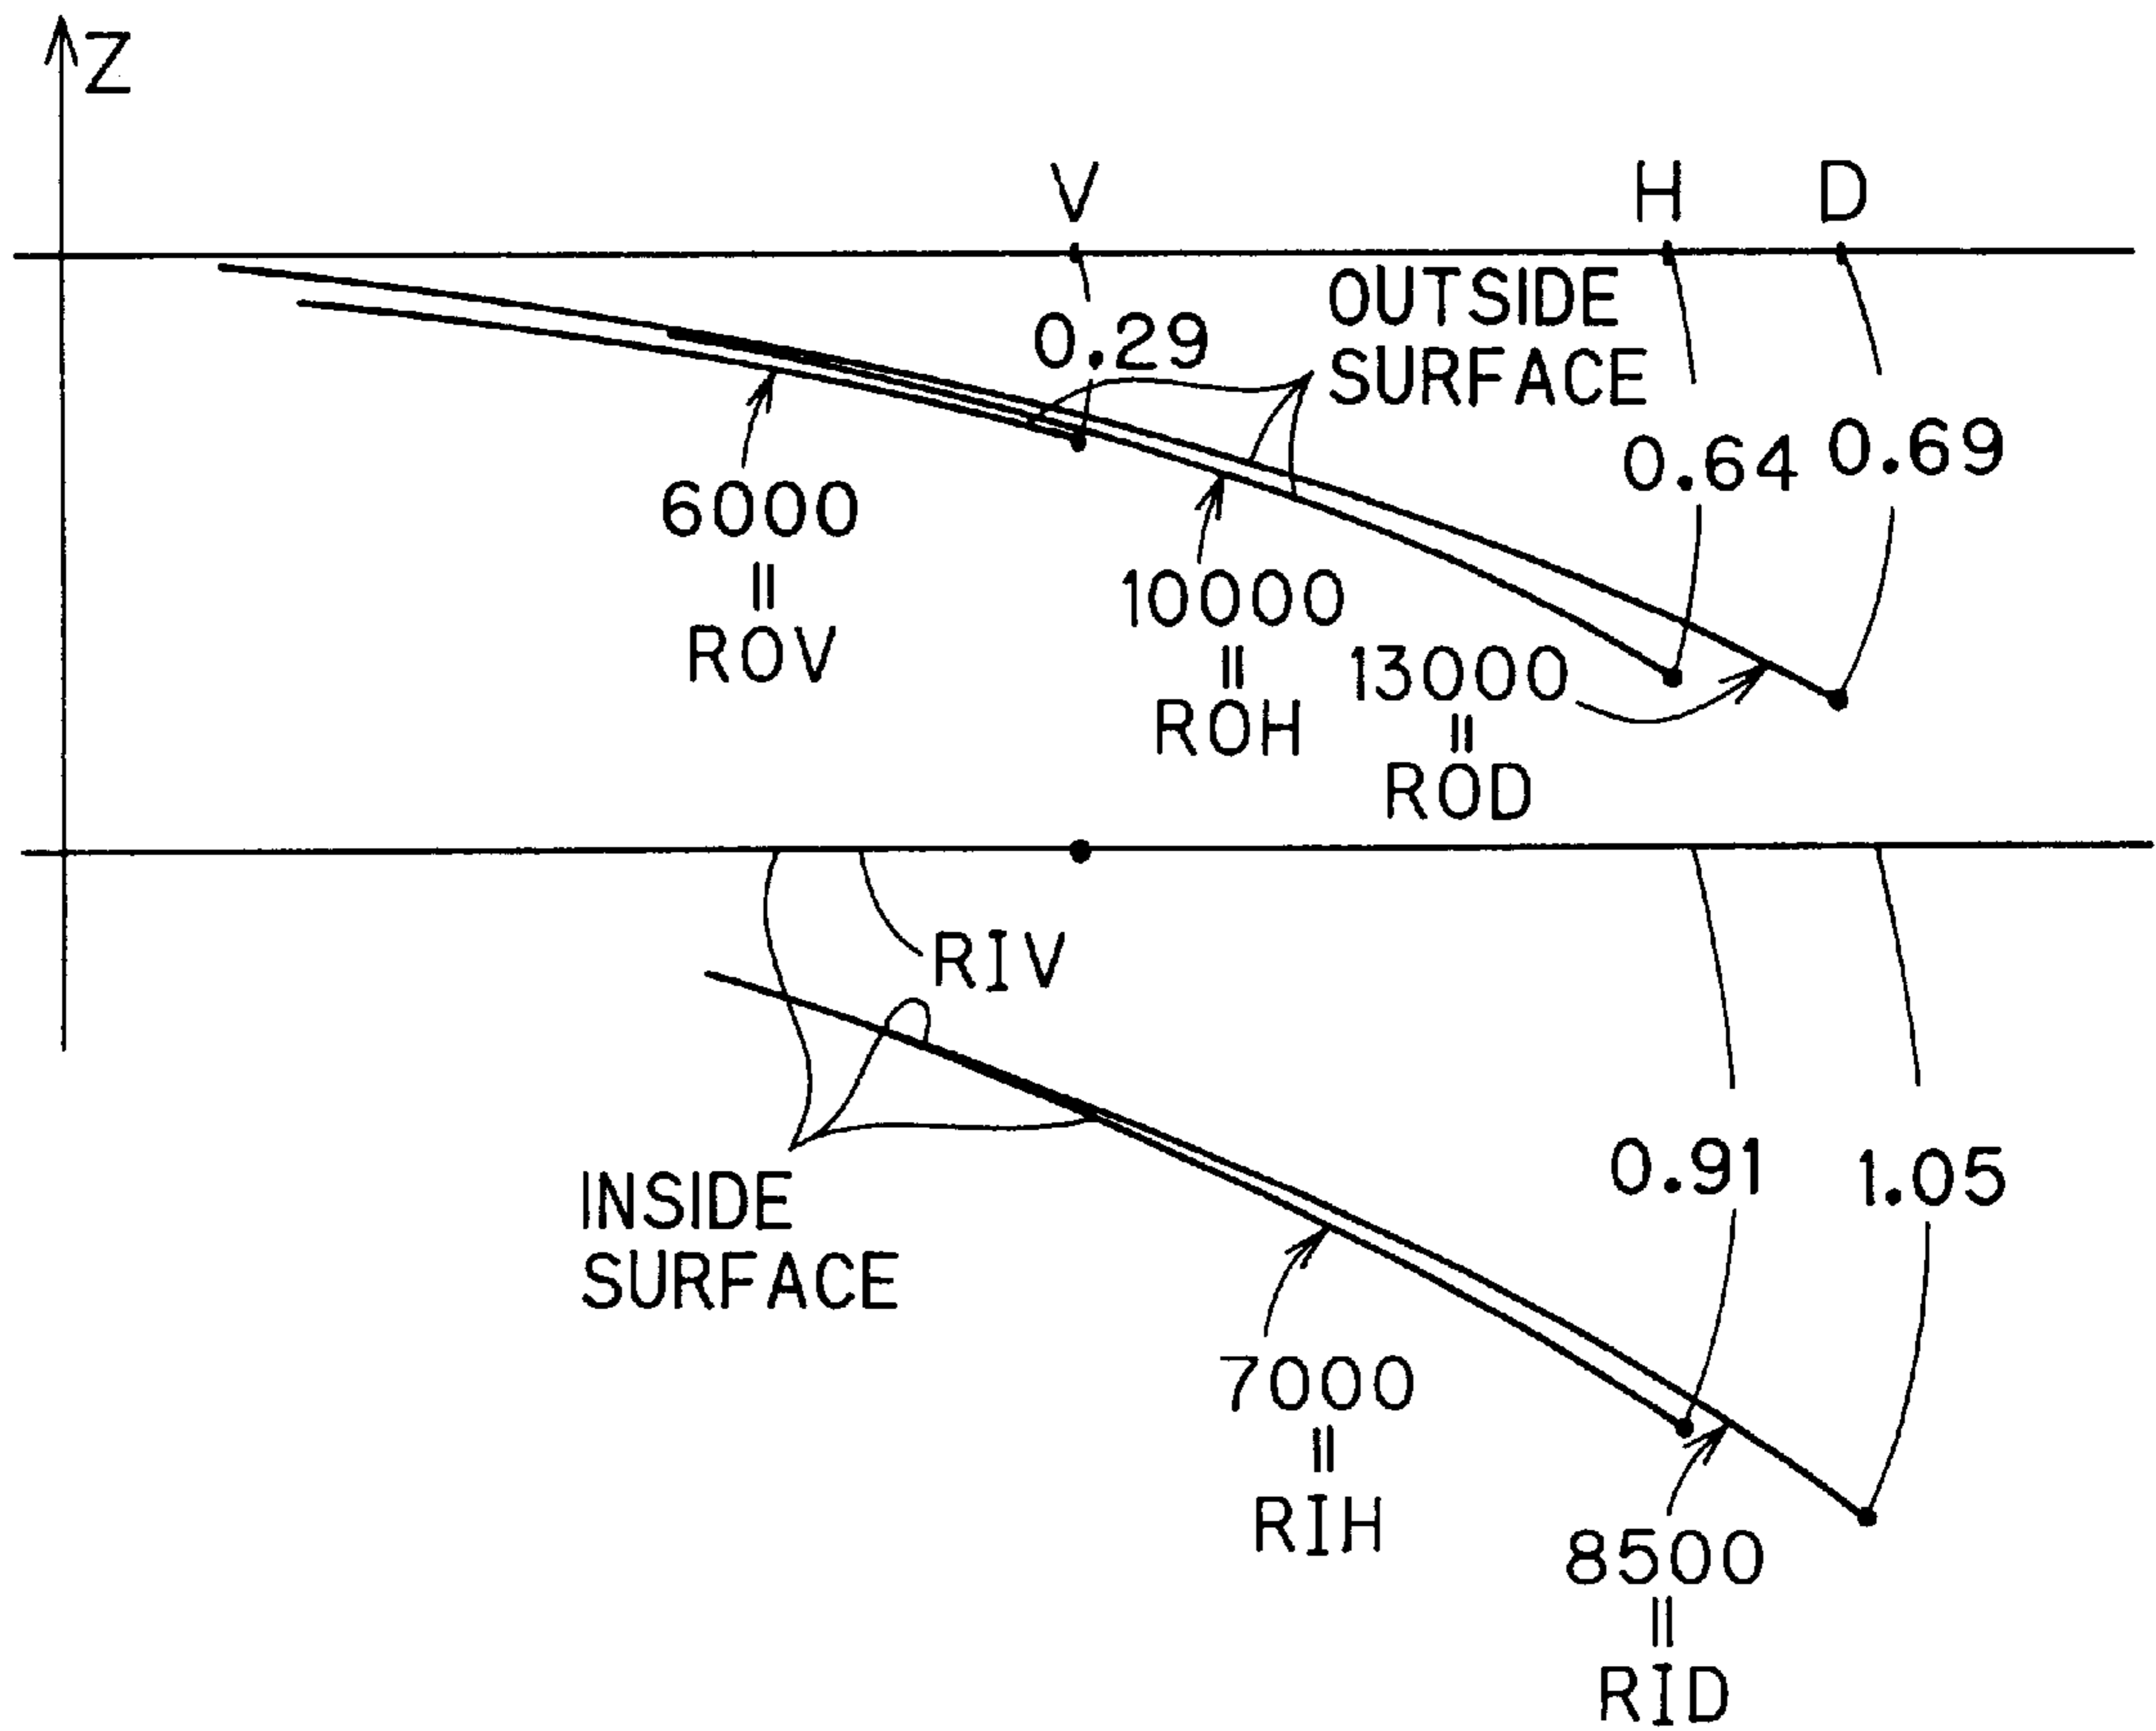 Z
V
H
D
OUTSIDE
SURFACE
0.29
0.64
0.69
6000
=
ROV
10000
=
ROH
13000
=
ROD
RIV
INSIDE
SURFACE
0.91
1.05
7000
=
RIH
8500
=
RID